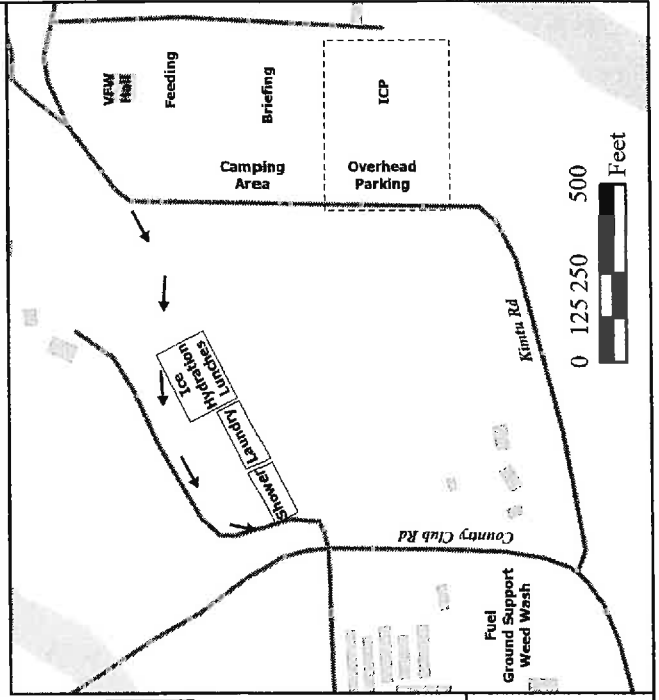 VFW
Hall
Feeding
Briefing
ICP
Camping
Area
Overhead
Parking
Ice
Hydration
Lunches
Laundry
Shower
Kimtu Rd
Country Club Rd
Fuel
Ground Support
Weed Wash
0 125 250 500
Feet